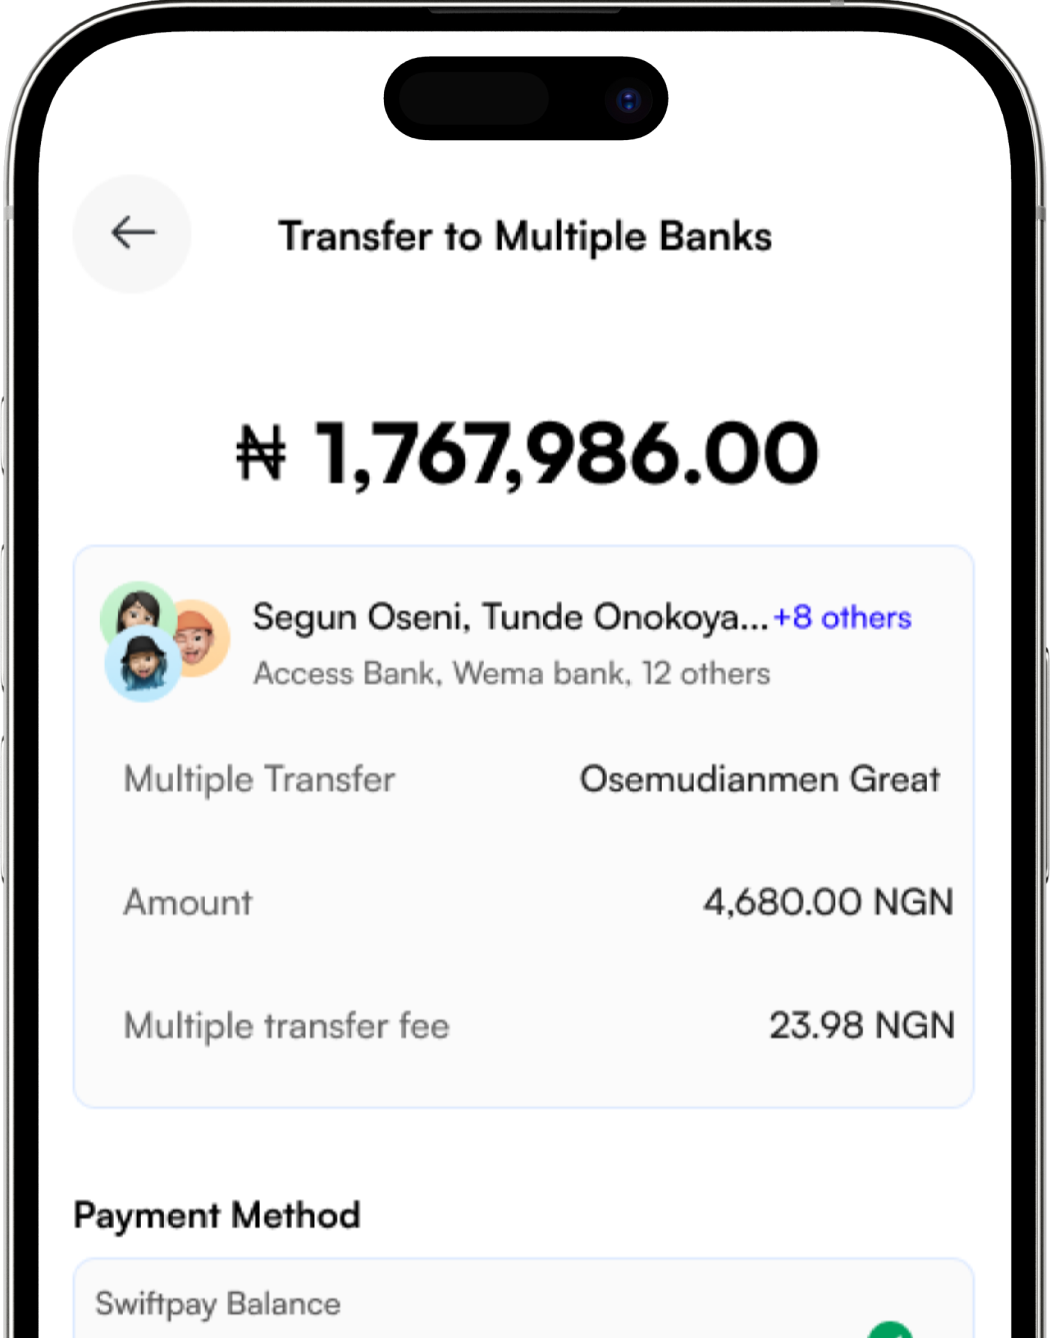 Transfer to Multiple Banks
₦ 1,767,986.00
Segun Oseni, Tunde Onokoya... +8 others
Access Bank, Wema bank, 12 others
Multiple Transfer Osemudianmen Great
Amount 4,680.00 NGN
Multiple transfer fee 23.98 NGN
Payment Method
Swiftpay Balance